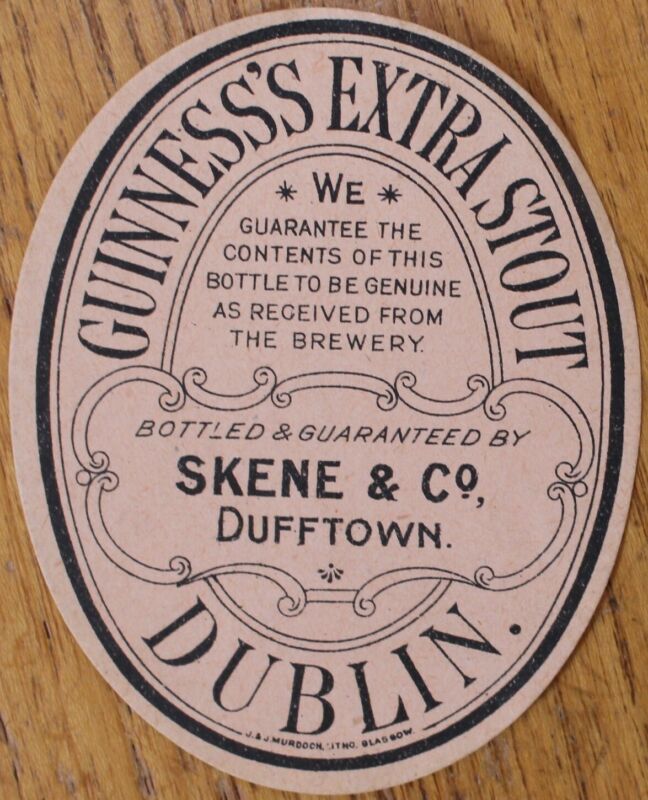 GUINNESS'S EXTRA STOUT
* WE *
GUARANTEE THE
CONTENTS OF THIS
BOTTLE TO BE GENUINE
AS RECEIVED FROM
THE BREWERY.
BOTTLED & GUARANTEED BY
SKENE & Co,
DUFFTOWN.
DUBLIN.
J. & J. MURDOCH, LITHO. GLASGOW.